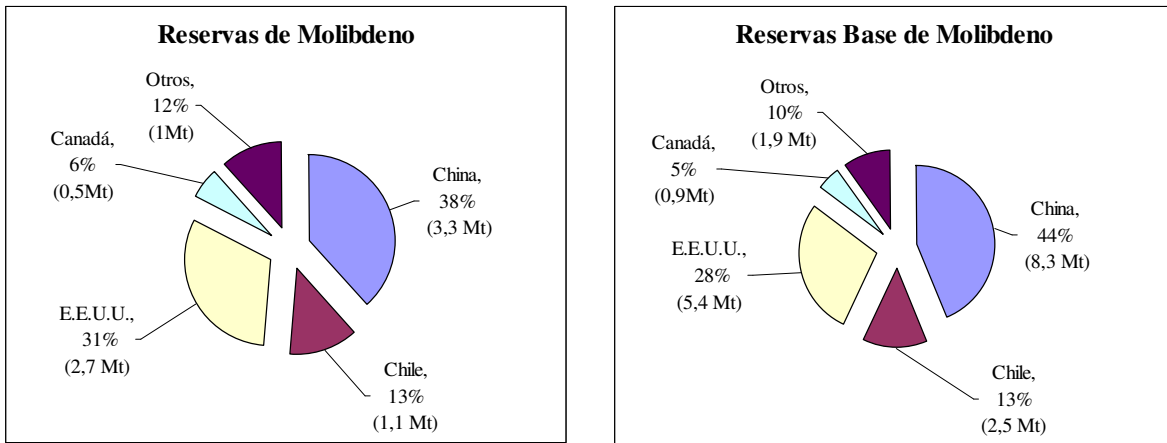 Reservas de Molibdeno
Otros,
12%
(1Mt)
Canadá,
6%
(0,5Mt)
China,
38%
(3,3 Mt)
E.E.U.U.,
31%
(2,7 Mt)
Chile,
13%
(1,1 Mt)
Reservas Base de Molibdeno
Otros,
10%
(1,9 Mt)
Canadá,
5%
(0,9Mt)
China,
44%
(8,3 Mt)
E.E.U.U.,
28%
(5,4 Mt)
Chile,
13%
(2,5 Mt)